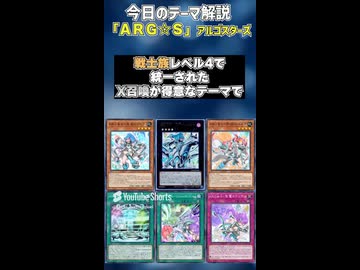 今日のテーマ解説
『ARG☆S』アルゴスターズ
戦士族レベル4で
統一された
X召喚が得意なテーマで
YouTube Shorts